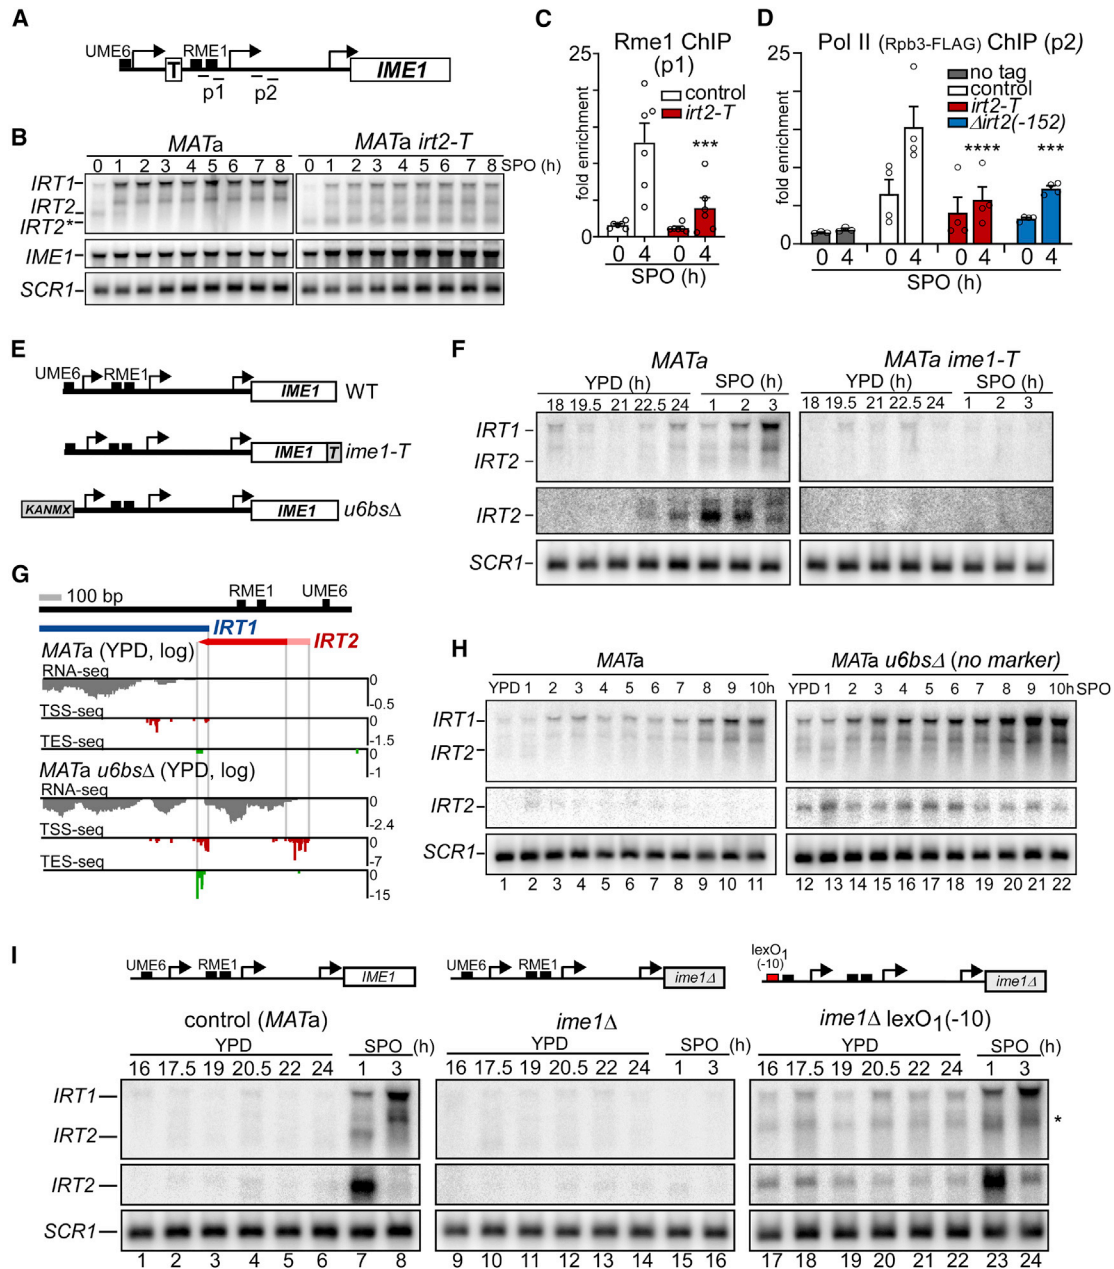 A
UME6 RME1
T
IME1
p1 p2
B
MATa MATa irt2-T
0 1 2 3 4 5 6 7 8 0 1 2 3 4 5 6 7 8 SPO (h)
IRT1
IRT2
IRT2*
IME1
SCR1
C
Rme1 ChIP
(p1)
25
fold enrichment
control
irt2-T
***
0
0 4 0 4
SPO (h)
D
Pol II (Rpb3-FLAG) ChIP (p2)
25
fold enrichment
no tag
control
irt2-T
Δirt2(-152)
**** ***
0
0 4 0 4 0 4 0 4
SPO (h)
E
UME6 RME1
IME1 WT
IME1 T ime1-T
KANMX IME1 u6bsΔ
F
MATa MATa ime1-T
YPD (h) SPO (h) YPD (h) SPO (h)
18 19.5 21 22.5 24 1 2 3 18 19.5 21 22.5 24 1 2 3
IRT1
IRT2
IRT2
SCR1
G
100 bp RME1 UME6
IRT1
IRT2
MATa (YPD, log)
RNA-seq 0
-0.5
TSS-seq 0
-1.5
TES-seq 0
-1
MATa u6bsΔ (YPD, log)
RNA-seq 0
-2.4
TSS-seq 0
-7
TES-seq 0
-15
H
MATa MATa u6bsΔ (no marker)
YPD 1 2 3 4 5 6 7 8 9 10h YPD 1 2 3 4 5 6 7 8 9 10h SPO
IRT1
IRT2
IRT2
SCR1
1 2 3 4 5 6 7 8 9 10 11 12 13 14 15 16 17 18 19 20 21 22
I
UME6 RME1 IME1
UME6 RME1 ime1Δ
lexO1
(-10)
ime1Δ
control (MATa) ime1Δ ime1Δ lexO1(-10)
YPD SPO (h) YPD SPO (h) YPD SPO (h)
16 17.5 19 20.5 22 24 1 3 16 17.5 19 20.5 22 24 1 3 16 17.5 19 20.5 22 24 1 3
IRT1
*
IRT2
IRT2
SCR1
1 2 3 4 5 6 7 8 9 10 11 12 13 14 15 16 17 18 19 20 21 22 23 24